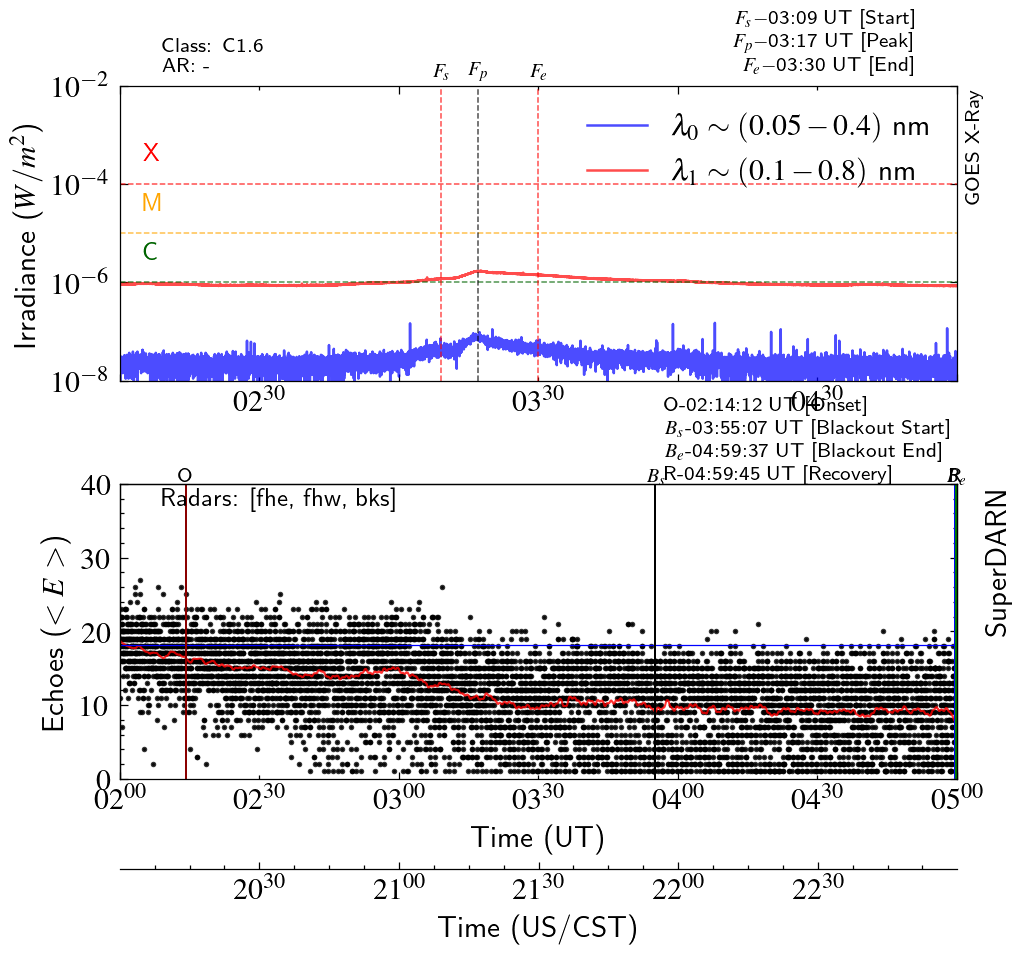 F_s−03:09 UT [Start]
Class: C1.6
F_p−03:17 UT [Peak]
AR: -
F_e−03:30 UT [End]
F_s F_p F_e
10^{−2}
λ_0 ∼ (0.05 − 0.4) nm
X
λ_1 ∼ (0.1 − 0.8) nm
10^{−4}
M
C
10^{−6}
10^{−8}
Irradiance (W/m^2)
GOES X-Ray
02^{30} 03^{30} 04^{30}
O-02:14:12 UT [Onset]
B_s-03:55:07 UT [Blackout Start]
B_e-04:59:37 UT [Blackout End]
R-04:59:45 UT [Recovery]
O B_s B_e
40
Radars: [fhe, fhw, bks]
30
20
10
0
Echoes (< E >)
SuperDARN
02^{00} 02^{30} 03^{00} 03^{30} 04^{00} 04^{30} 05^{00}
Time (UT)
20^{30} 21^{00} 21^{30} 22^{00} 22^{30}
Time (US/CST)